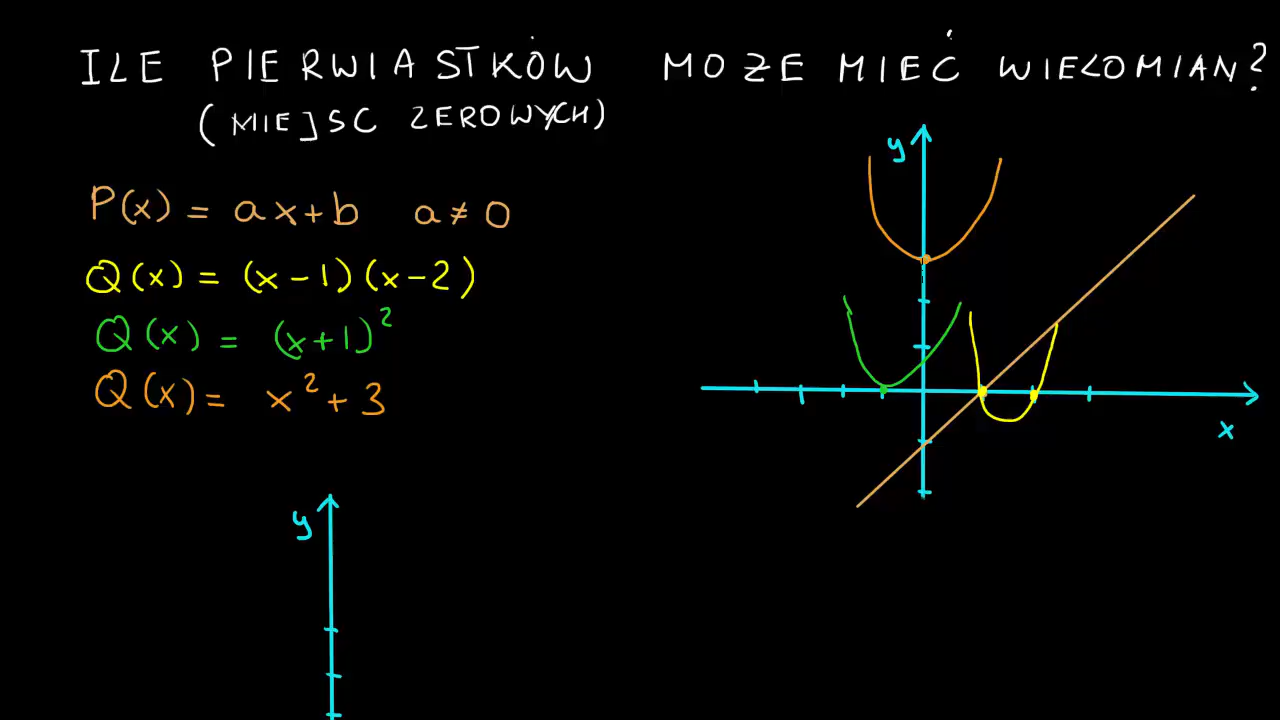 ILE PIERWIASTKÓW MOŻE MIEĆ WIELOMIAN?
(MIEJSC ZEROWYCH)
P(x) = ax+b a≠0
Q(x) = (x-1)(x-2)
Q(x) = (x+1)²
Q(x) = x²+3
y
x
y